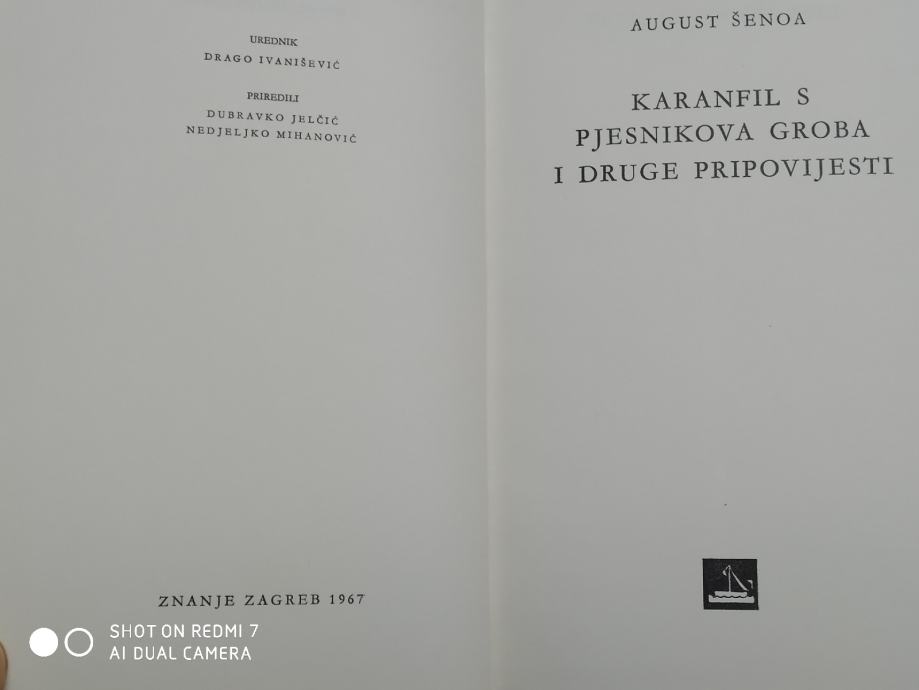 UREDNIK
DRAGO IVANIŠEVIĆ
PRIREDILI
DUBRAVKO JELČIĆ
NEDJELJKO MIHANOVIĆ
ZNANJE ZAGREB 1967
AUGUST ŠENOA
KARANFIL S
PJESNIKOVA GROBA
I DRUGE PRIPOVIJESTI
SHOT ON REDMI 7
AI DUAL CAMERA